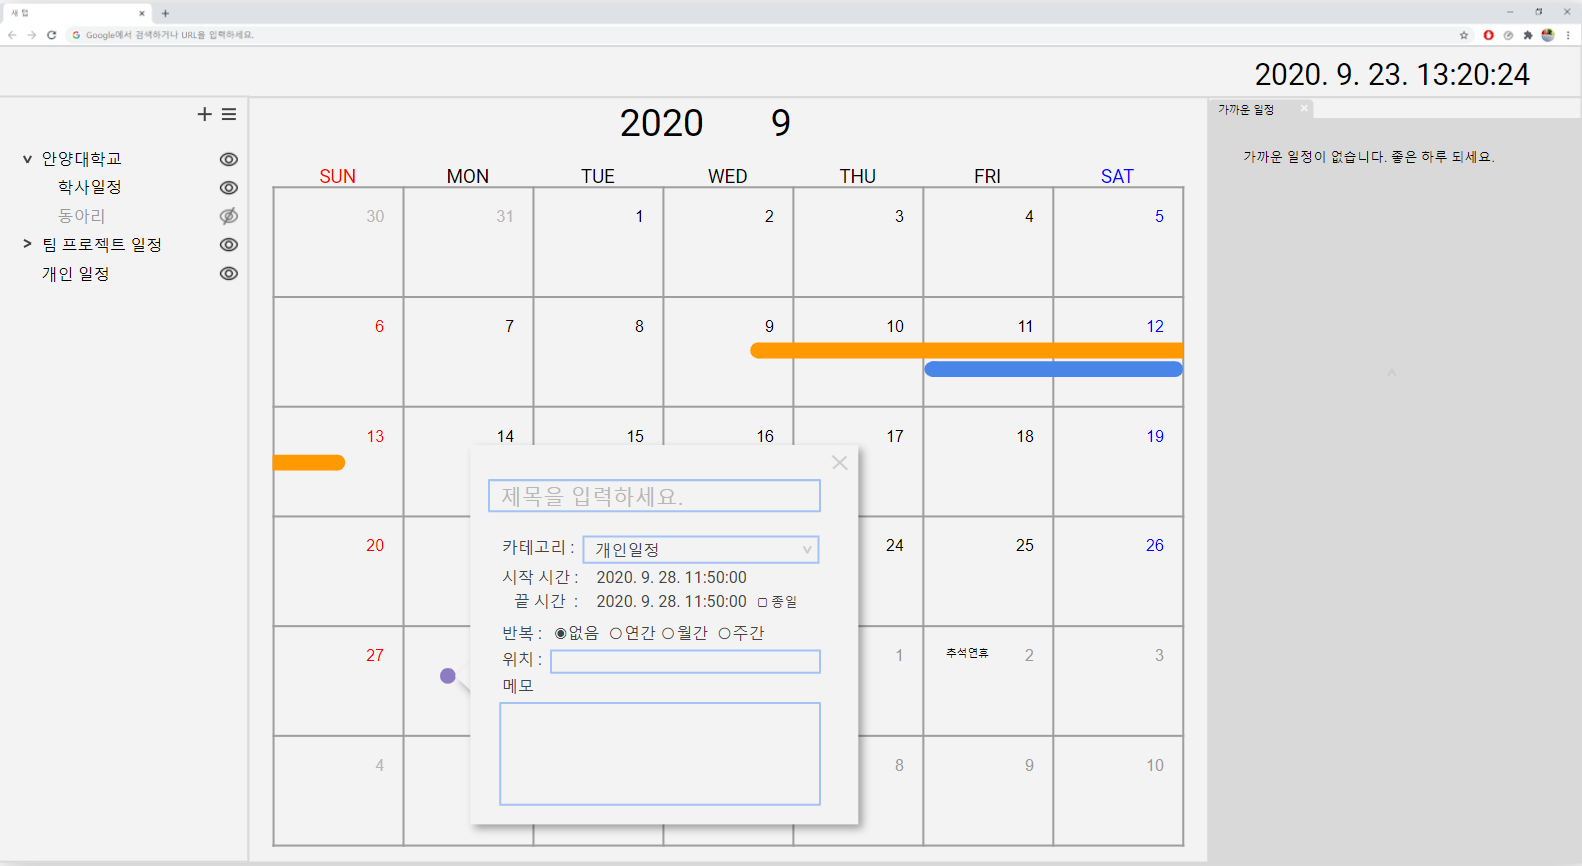 새 탭
Google에서 검색하거나 URL을 입력하세요.
2020. 9. 23. 13:20:24
안양대학교
학사일정
동아리
팀 프로젝트 일정
개인 일정
2020 9
SUN MON TUE WED THU FRI SAT
30 31 1 2 3 4 5
6 7 8 9 10 11 12
13 14 15 16 17 18 19
20 24 25 26
27 1 추석연휴 2 3
4 8 9 10
제목을 입력하세요.
카테고리 : 개인일정
시작 시간 : 2020. 9. 28. 11:50:00
끝 시간 : 2020. 9. 28. 11:50:00 종일
반복 : 없음 연간 월간 주간
위치 :
메모
가까운 일정
가까운 일정이 없습니다. 좋은 하루 되세요.